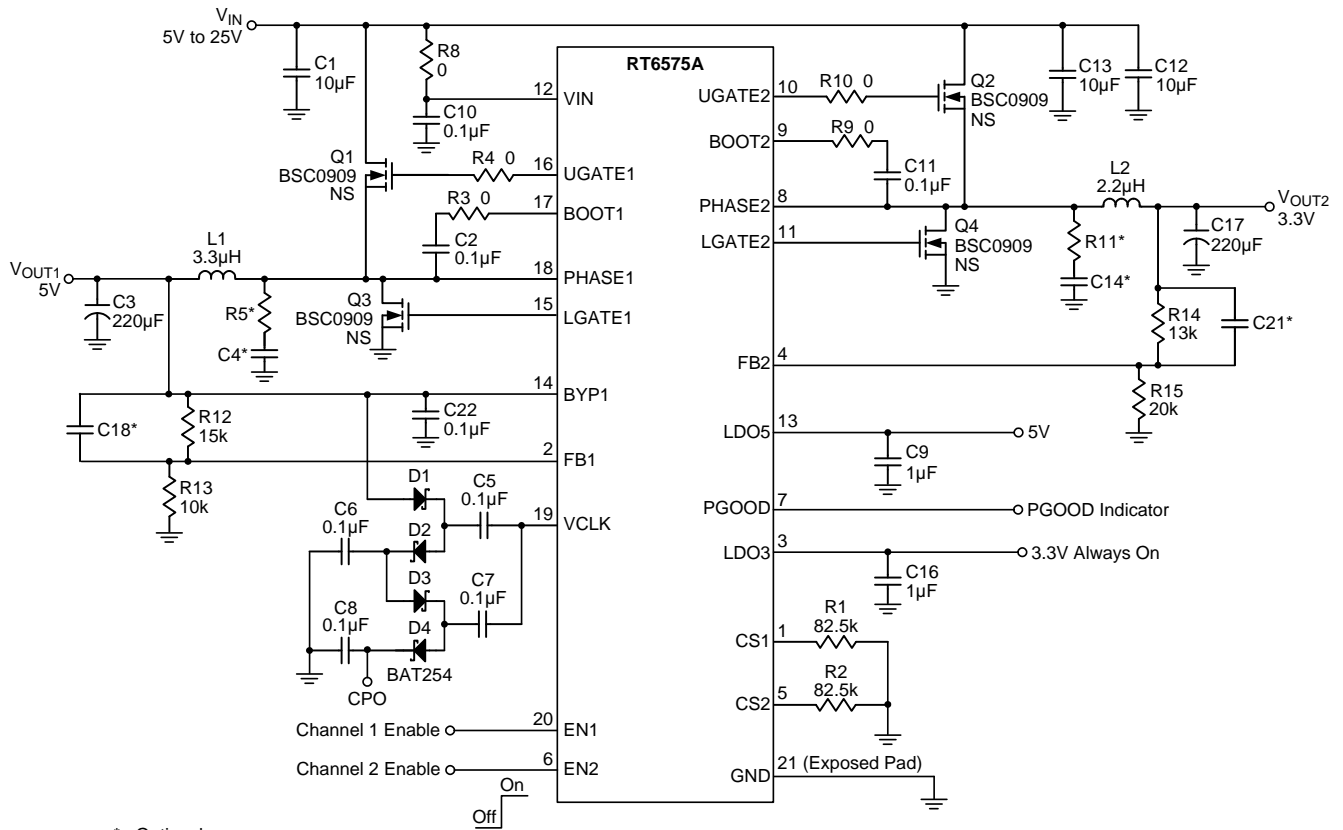 VIN
5V to 25V
C1
10µF
R8
0
C10
0.1µF
12
VIN
RT6575A
UGATE2
10
R10 0
Q2
BSC0909
NS
C13
10µF
C12
10µF
BOOT2
9
R9 0
C11
0.1µF
Q1
BSC0909
NS
R4 0
16
UGATE1
R3 0
17
BOOT1
C2
0.1µF
PHASE2
8
L2
2.2µH
VOUT2
3.3V
LGATE2
11
Q4
BSC0909
NS
R11*
C14*
C17
220µF
VOUT1
5V
L1
3.3µH
18
PHASE1
C3
220µF
R5*
C4*
Q3
BSC0909
NS
15
LGATE1
R14
13k
C21*
FB2
4
R15
20k
14
BYP1
C18*
R12
15k
C22
0.1µF
2
FB1
R13
10k
LDO5
13
5V
C9
1µF
D1
C5
0.1µF
C6
0.1µF
D2
19
VCLK
PGOOD
7
PGOOD Indicator
LDO3
3
3.3V Always On
C16
1µF
D3
C7
0.1µF
C8
0.1µF
D4
BAT254
CPO
CS1
1
R1
82.5k
CS2
5
R2
82.5k
Channel 1 Enable
20
EN1
Channel 2 Enable
6
EN2
GND
21 (Exposed Pad)
On
Off